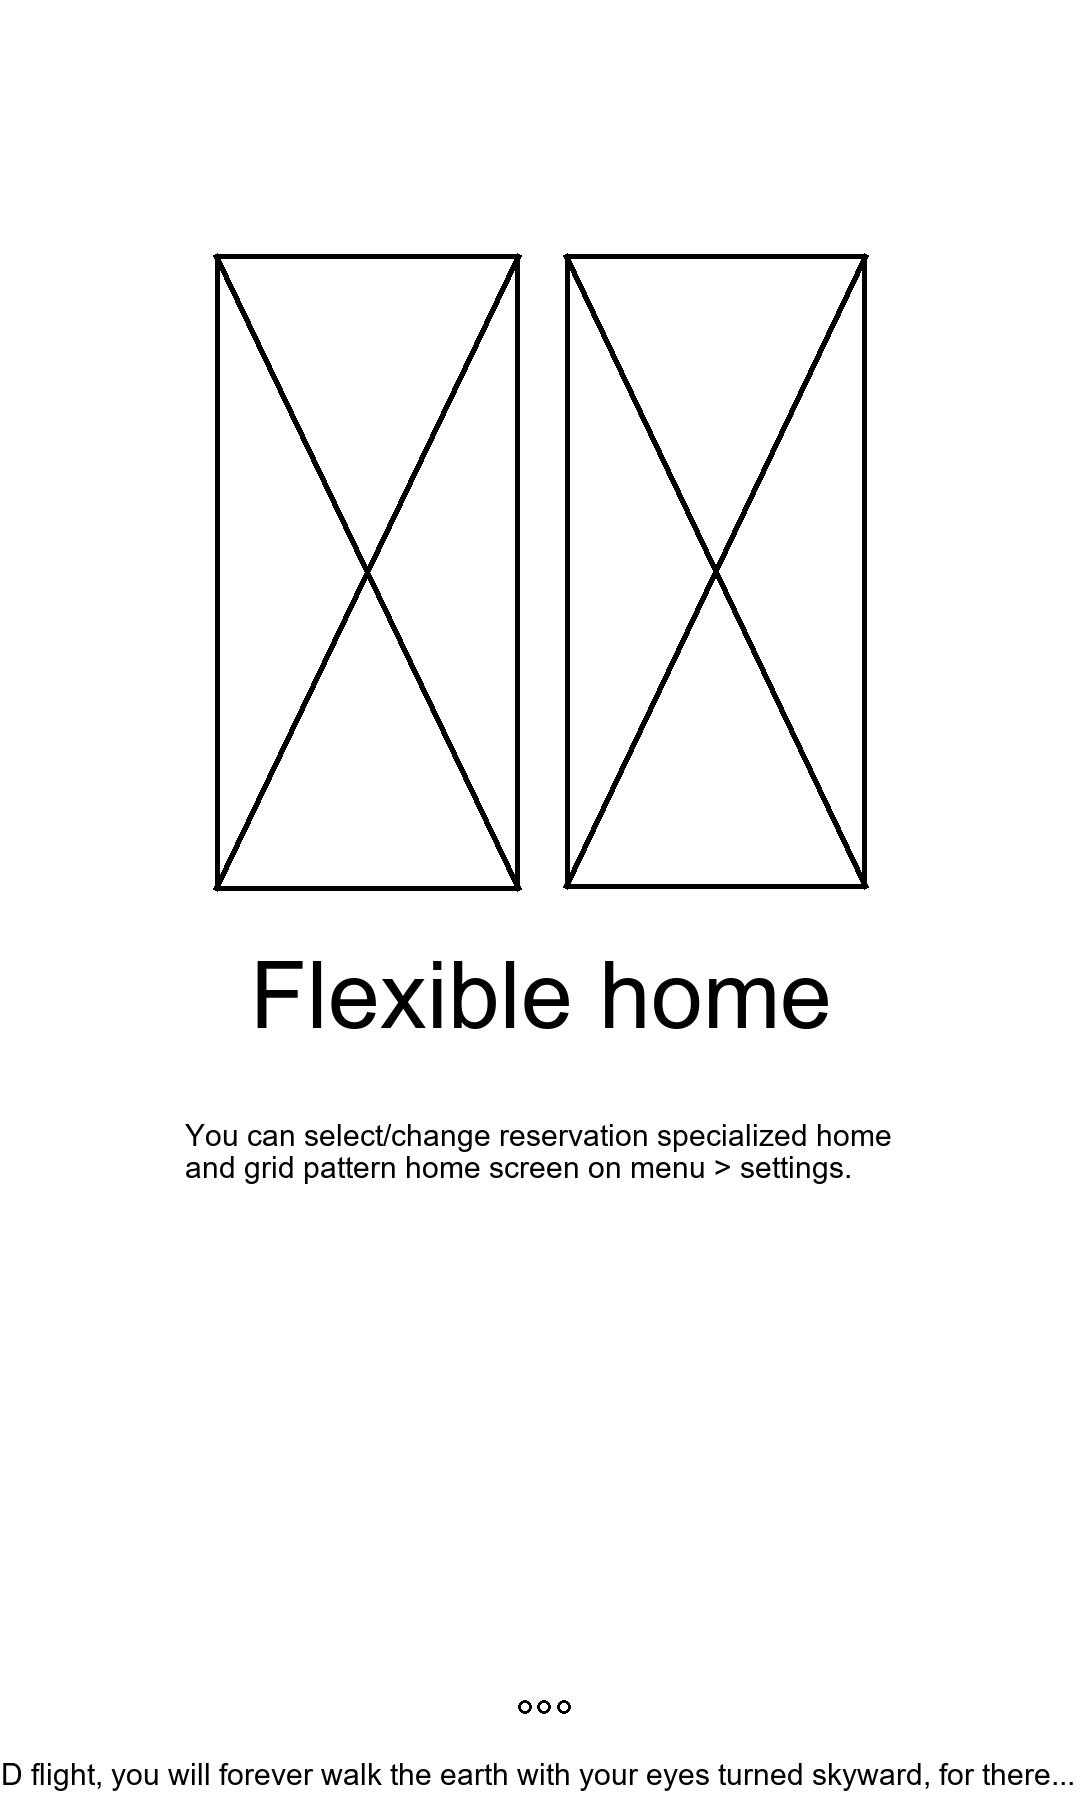 Flexible home
You can select/change reservation specialized home
and grid pattern home screen on menu > settings.
D flight, you will forever walk the earth with your eyes turned skyward, for there...